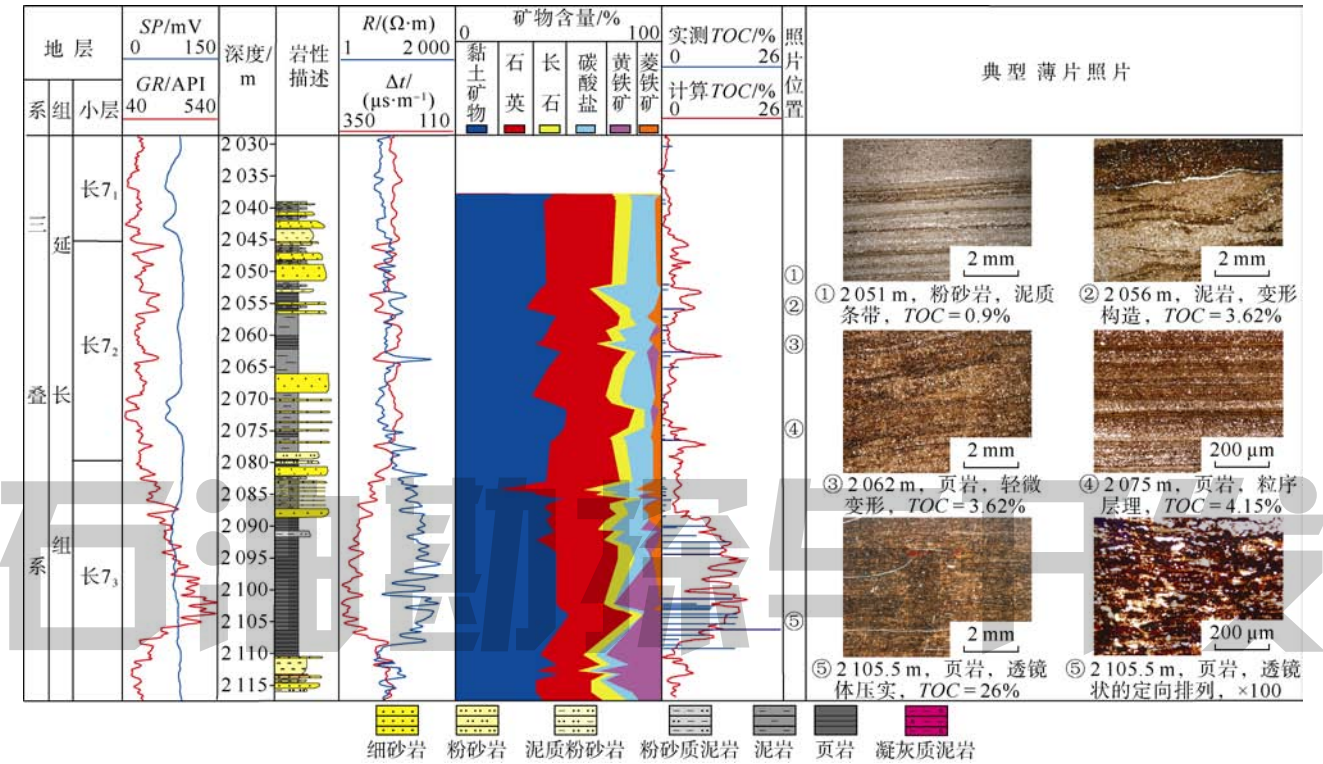 地 层
系
组
小层
SP/mV
0 150
GR/API
40 540
深度/
m
岩性
描述
R/(Ω·m)
1 2 000
Δt/
(μs·m⁻¹)
350 110
矿物含量/%
0 100
黏土矿物
石英
长石
碳酸盐
黄铁矿
菱铁矿
实测TOC/%
0 26
计算TOC/%
0 26
照片位置
典型薄片照片
三叠系
延长组
长7₁
长7₂
长7₃
2 030
2 035
2 040
2 045
2 050
2 055
2 060
2 065
2 070
2 075
2 080
2 085
2 090
2 095
2 100
2 105
2 110
2 115
①
②
③
④
⑤
2 mm
① 2 051 m，粉砂岩，泥质
条带，TOC=0.9%
2 mm
② 2 056 m，泥岩，变形
构造，TOC=3.62%
2 mm
③ 2 062 m，页岩，轻微
变形，TOC=3.62%
200 μm
④ 2 075 m，页岩，粒序
层理，TOC=4.15%
2 mm
⑤ 2 105.5 m，页岩，透镜
体压实，TOC=26%
200 μm
⑤ 2 105.5 m，页岩，透镜
状的定向排列，×100
细砂岩 粉砂岩 泥质粉砂岩 粉砂质泥岩 泥岩 页岩 凝灰质泥岩
石油勘探与开发